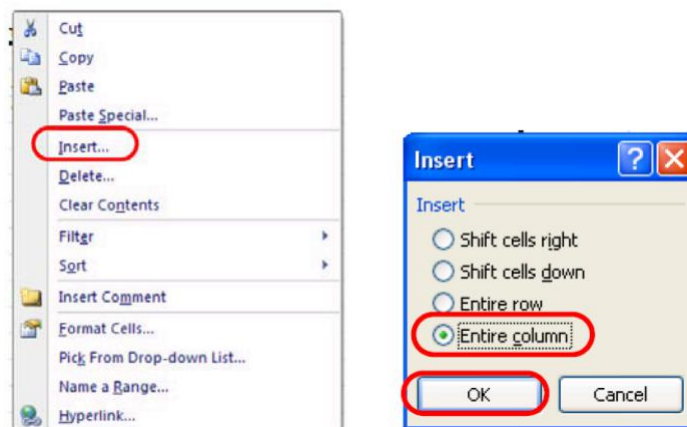 Cut
Copy
Paste
Paste Special...
Insert...
Delete...
Clear Contents
Filter
Sort
Insert Comment
Format Cells...
Pick From Drop-down List...
Name a Range...
Hyperlink...
Insert
Insert
Shift cells right
Shift cells down
Entire row
Entire column
OK
Cancel